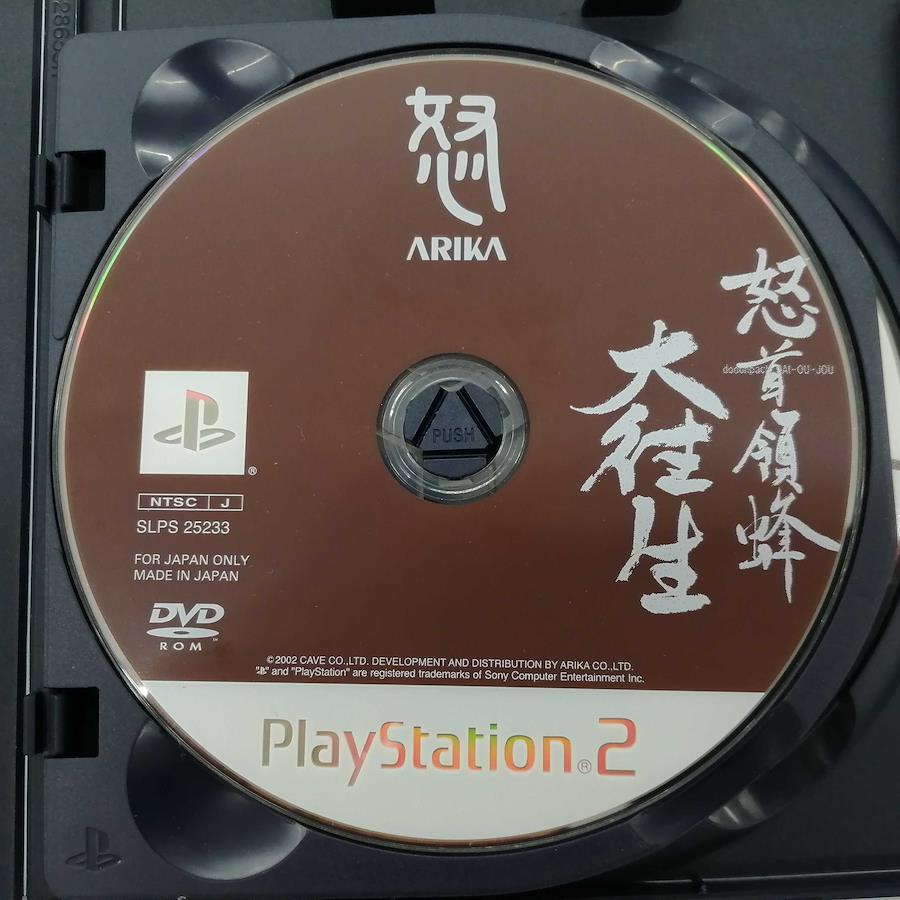 怒
ARIKA
怒首領蜂
大往生
dodonpachi DAI-OU-JOU
PUSH
NTSC J
SLPS 25233
FOR JAPAN ONLY
MADE IN JAPAN
DVD
ROM
©2002 CAVE CO.,LTD. DEVELOPMENT AND DISTRIBUTION BY ARIKA CO.,LTD.
" " and "PlayStation" are registered trademarks of Sony Computer Entertainment Inc.
PlayStation®2